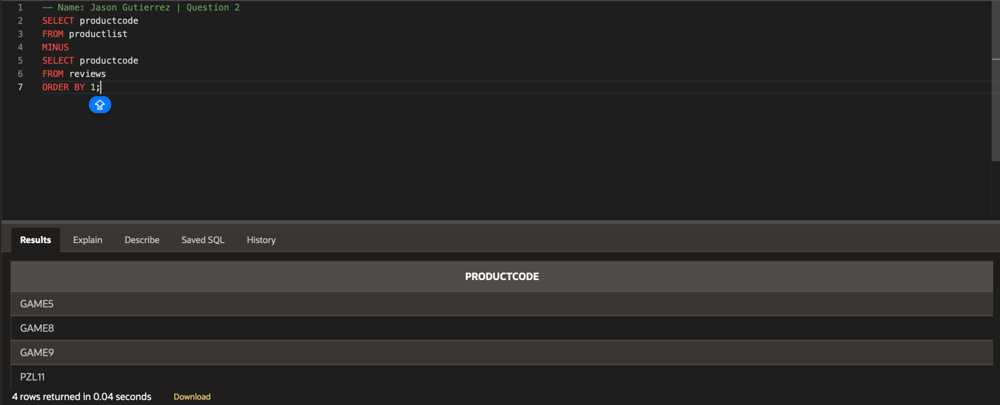 1 -- Name: Jason Gutierrez | Question 2
2 SELECT productcode
3 FROM productlist
4 MINUS
5 SELECT productcode
6 FROM reviews
7 ORDER BY 1;
Results Explain Describe Saved SQL History
PRODUCTCODE
GAME5
GAME8
GAME9
PZL11
4 rows returned in 0.04 seconds Download